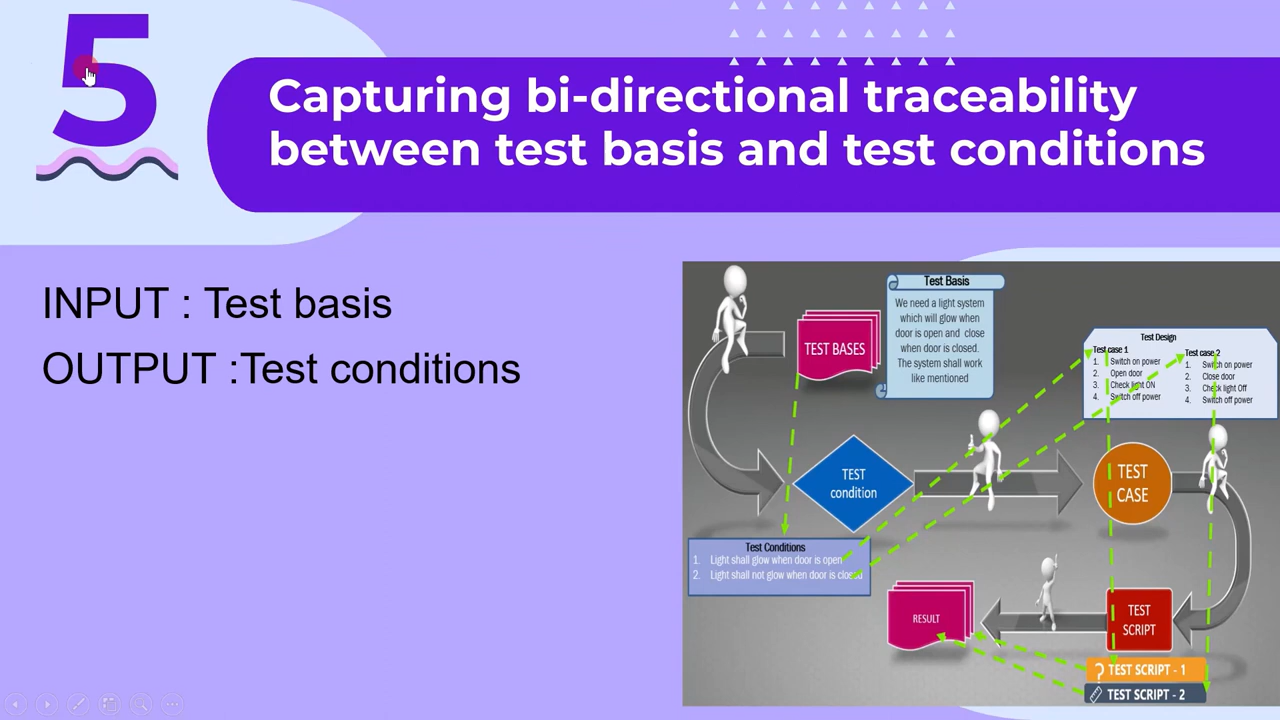 5
Capturing bi-directional traceability
between test basis and test conditions
INPUT : Test basis
OUTPUT :Test conditions
TEST BASES
Test Basis
We need a light system
which will glow when
door is open and close
when door is closed.
The system shall work
like mentioned
Test Design
Test case 1
1. Switch on power
2. Open door
3. Check light ON
4. Switch off power
Test case 2
1. Switch on power
2. Close door
3. Check light Off
4. Switch off power
TEST
condition
TEST
CASE
Test Conditions
1. Light shall glow when door is open
2. Light shall not glow when door is closed
RESULT
TEST
SCRIPT
? TEST SCRIPT - 1
TEST SCRIPT - 2